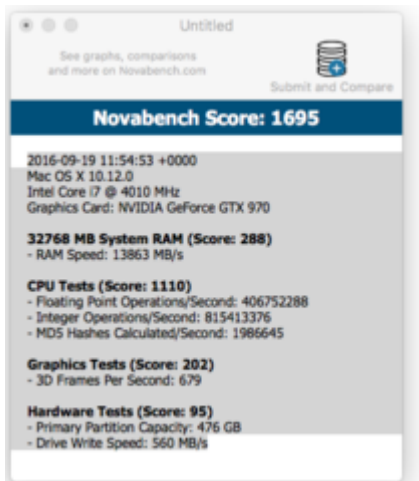 Untitled
See graphs, comparisons
and more on Novabench.com
Submit and Compare
Novabench Score: 1695
2016-09-19 11:54:53 +0000
Mac OS X 10.12.0
Intel Core i7 @ 4010 MHz
Graphics Card: NVIDIA GeForce GTX 970
32768 MB System RAM (Score: 288)
- RAM Speed: 13863 MB/s
CPU Tests (Score: 1110)
- Floating Point Operations/Second: 406752288
- Integer Operations/Second: 815413376
- MD5 Hashes Calculated/Second: 1986645
Graphics Tests (Score: 202)
- 3D Frames Per Second: 679
Hardware Tests (Score: 95)
- Primary Partition Capacity: 476 GB
- Drive Write Speed: 560 MB/s